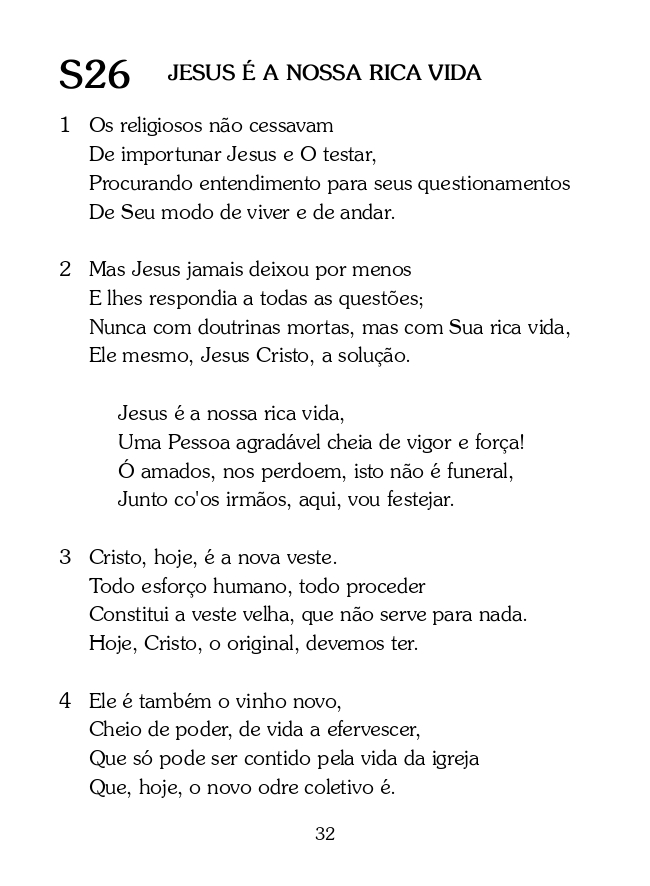 S26 JESUS É A NOSSA RICA VIDA
1 Os religiosos não cessavam
De importunar Jesus e O testar,
Procurando entendimento para seus questionamentos
De Seu modo de viver e de andar.
2 Mas Jesus jamais deixou por menos
E lhes respondia a todas as questões;
Nunca com doutrinas mortas, mas com Sua rica vida,
Ele mesmo, Jesus Cristo, a solução.
Jesus é a nossa rica vida,
Uma Pessoa agradável cheia de vigor e força!
Ó amados, nos perdoem, isto não é funeral,
Junto co'os irmãos, aqui, vou festejar.
3 Cristo, hoje, é a nova veste.
Todo esforço humano, todo proceder
Constitui a veste velha, que não serve para nada.
Hoje, Cristo, o original, devemos ter.
4 Ele é também o vinho novo,
Cheio de poder, de vida a efervescer,
Que só pode ser contido pela vida da igreja
Que, hoje, o novo odre coletivo é.
32